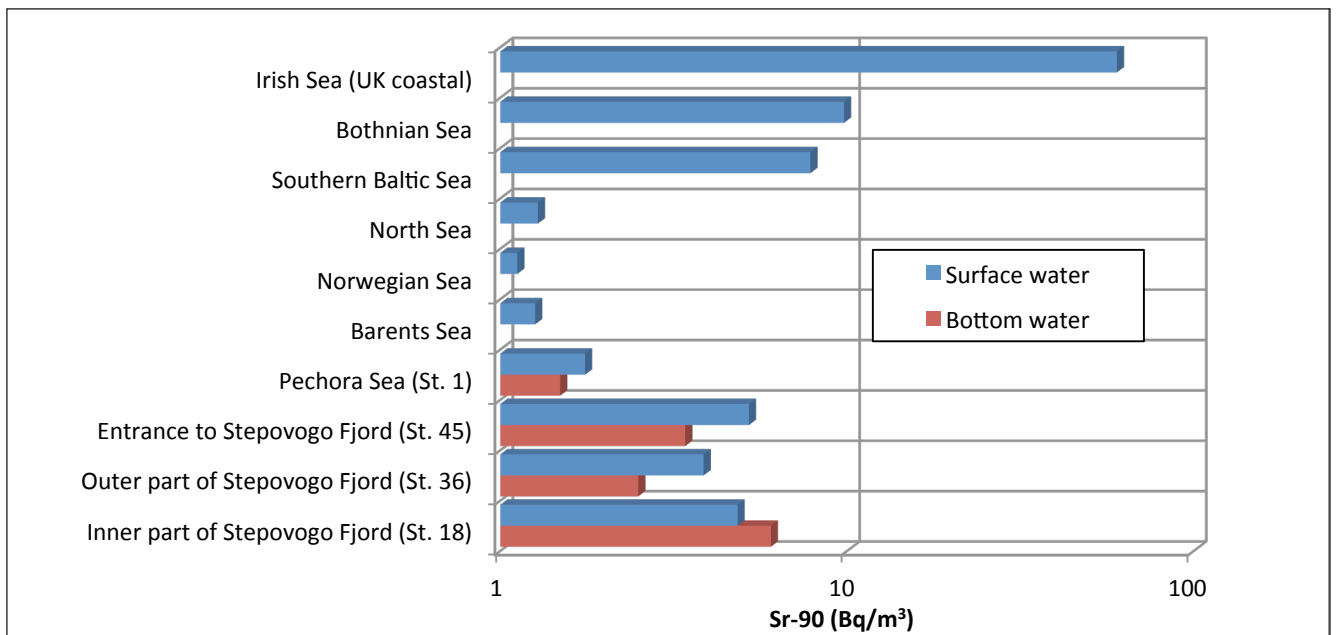 Irish Sea (UK coastal)
Bothnian Sea
Southern Baltic Sea
North Sea
Norwegian Sea
Barents Sea
Pechora Sea (St. 1)
Entrance to Stepovogo Fjord (St. 45)
Outer part of Stepovogo Fjord (St. 36)
Inner part of Stepovogo Fjord (St. 18)
Surface water
Bottom water
1 10 100
Sr-90 (Bq/m³)